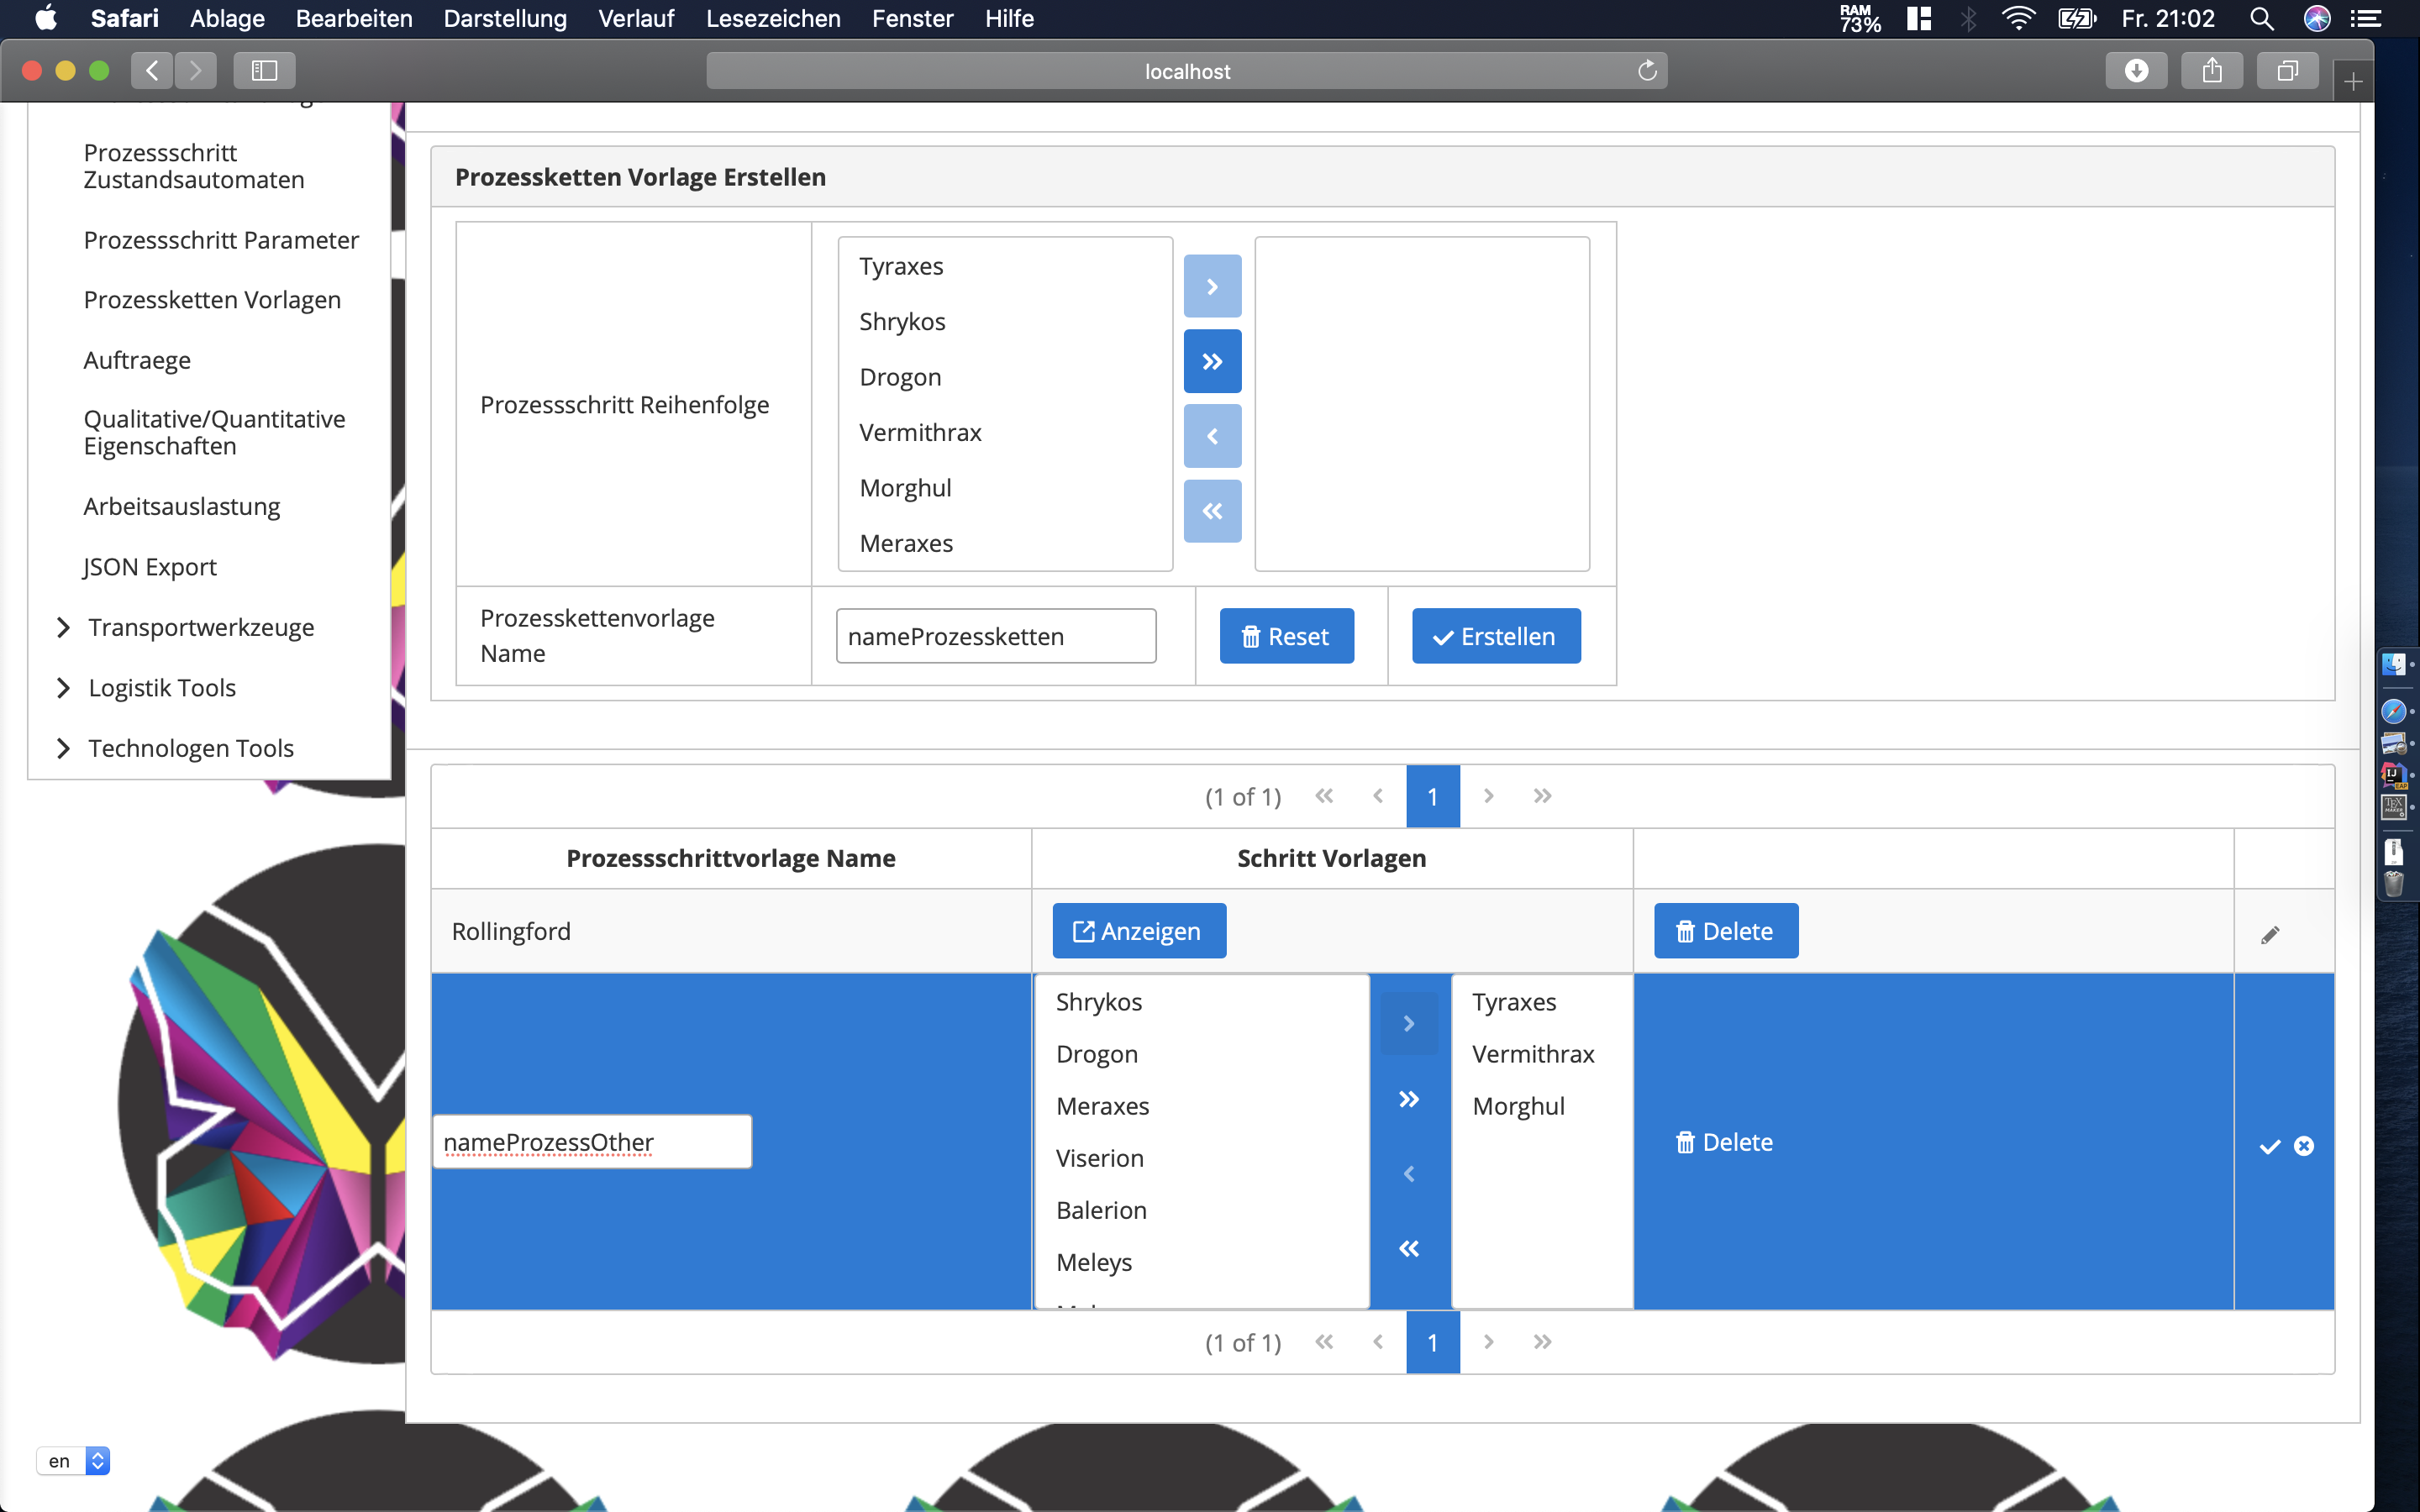 Safari Ablage Bearbeiten Darstellung Verlauf Lesezeichen Fenster Hilfe
RAM
73%
Fr. 21:02
localhost
Prozessschritt
Zustandsautomaten
Prozessschritt Parameter
Prozessketten Vorlagen
Auftraege
Qualitative/Quantitative
Eigenschaften
Arbeitsauslastung
JSON Export
Transportwerkzeuge
Logistik Tools
Technologen Tools
en
Prozessketten Vorlage Erstellen
Prozessschritt Reihenfolge
Tyraxes
Shrykos
Drogon
Vermithrax
Morghul
Meraxes
Prozesskettenvorlage
Name
nameProzessketten
Reset
Erstellen
(1 of 1) 1
Prozessschrittvorlage Name Schritt Vorlagen
Rollingford Anzeigen Delete
nameProzessOther
Shrykos
Drogon
Meraxes
Viserion
Balerion
Meleys
Tyraxes
Vermithrax
Morghul
Delete
(1 of 1) 1